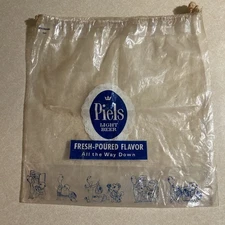 Piels
LIGHT
BEER
FRESH-POURED FLAVOR
All the Way Down